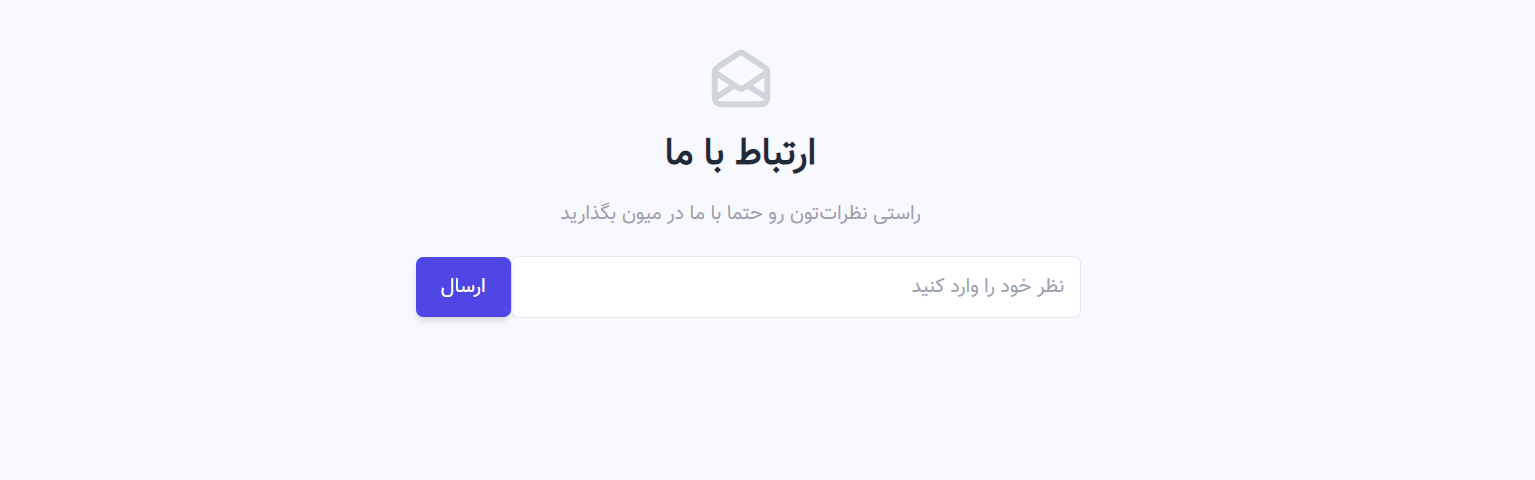 ارتباط با ما
راستی نظرات‌تون رو حتما با ما در میون بگذارید
نظر خود را وارد کنید
ارسال